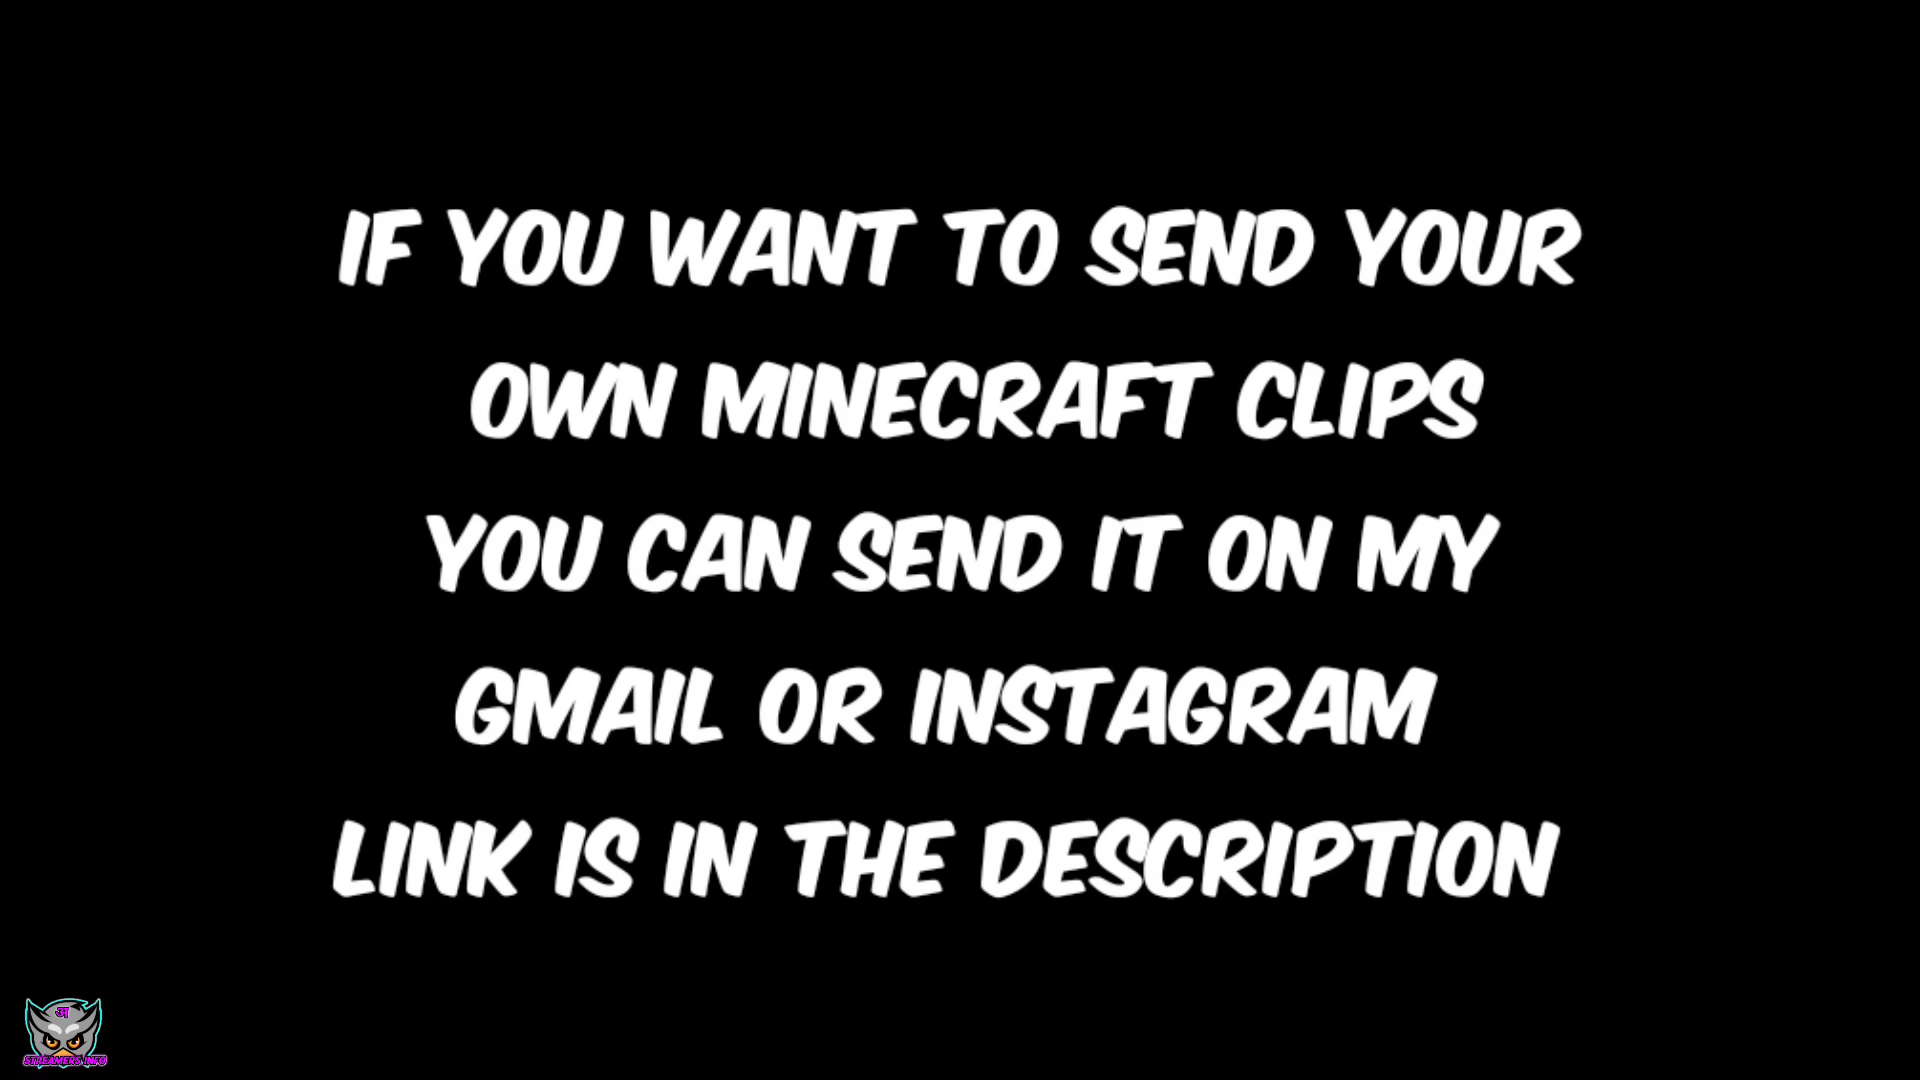 IF YOU WANT TO SEND YOUR
OWN MINECRAFT CLIPS
YOU CAN SEND IT ON MY
GMAIL OR INSTAGRAM
LINK IS IN THE DESCRIPTION
अ
STREAMERS INFO